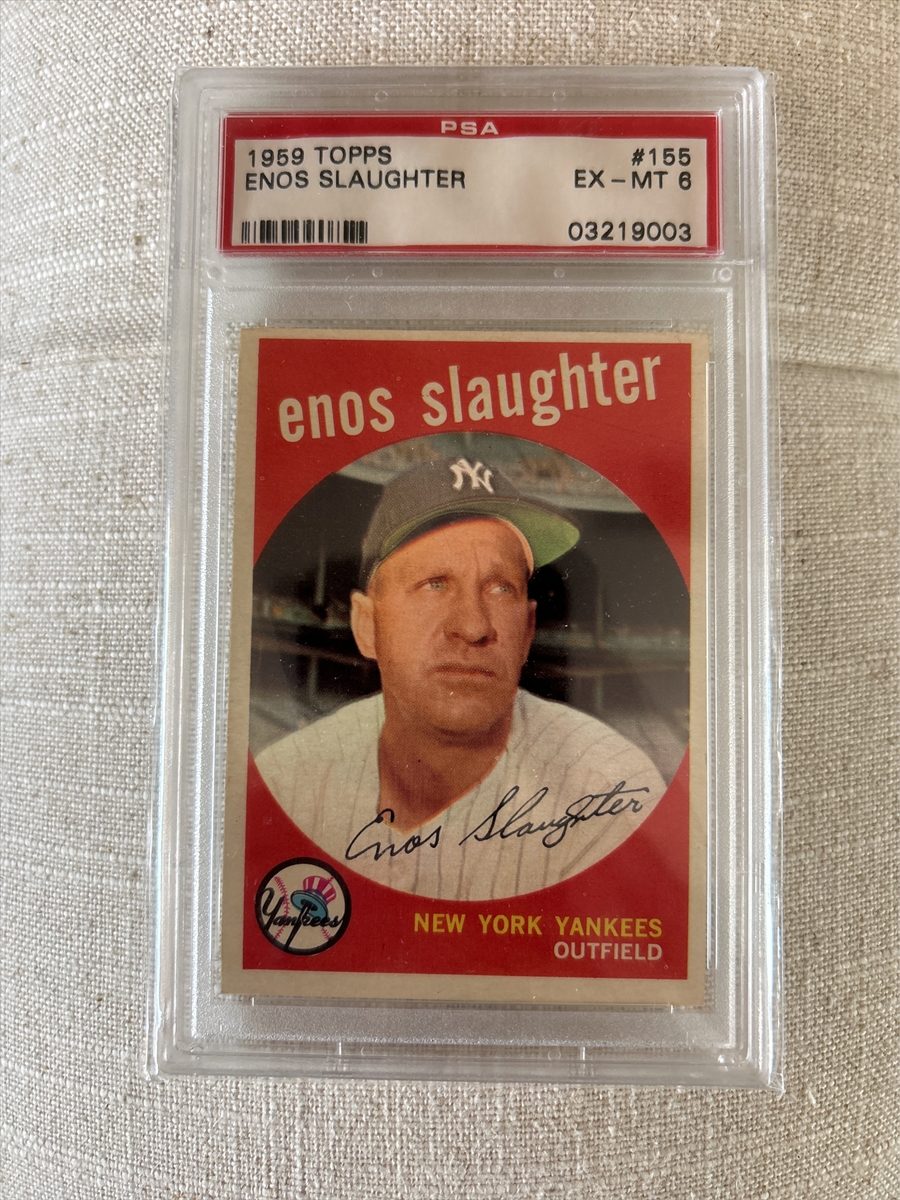 PSA
1959 TOPPS #155
ENOS SLAUGHTER EX-MT 6
03219003
enos slaughter
NY
Enos Slaughter
Yankees
NEW YORK YANKEES
OUTFIELD